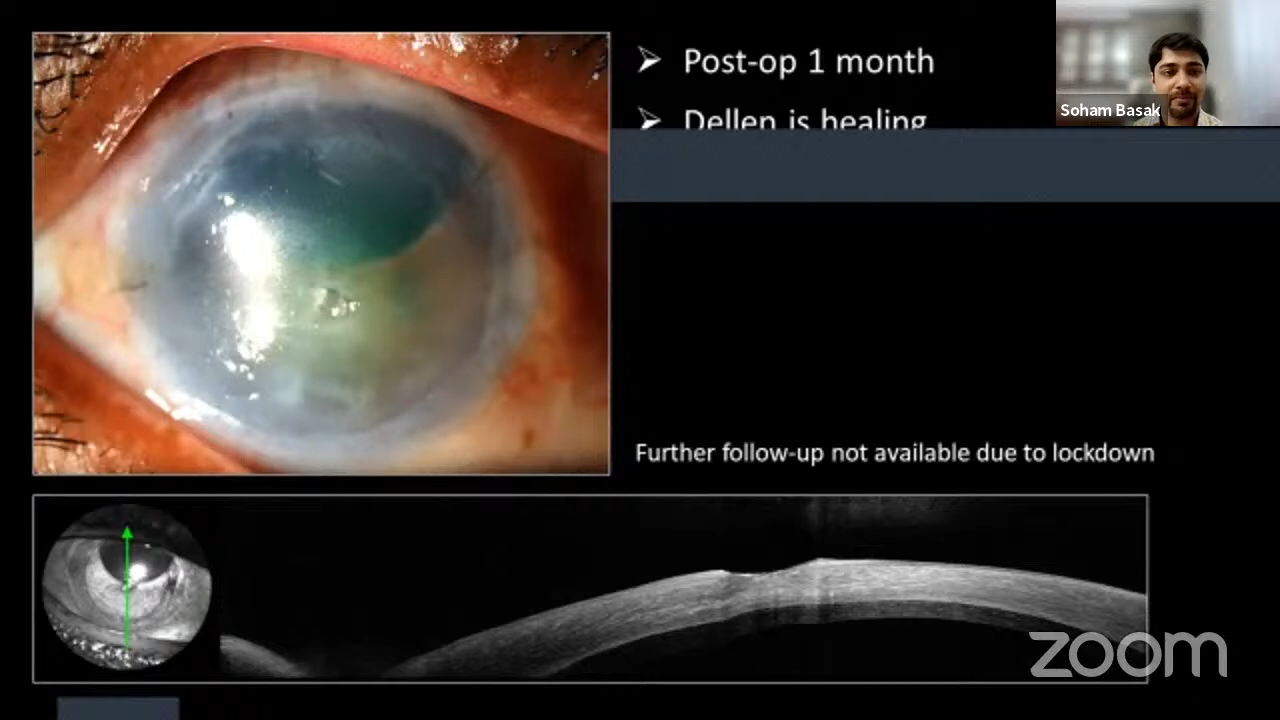 Post-op 1 month
Dellen is healing
Soham Basak
Further follow-up not available due to lockdown
zoom